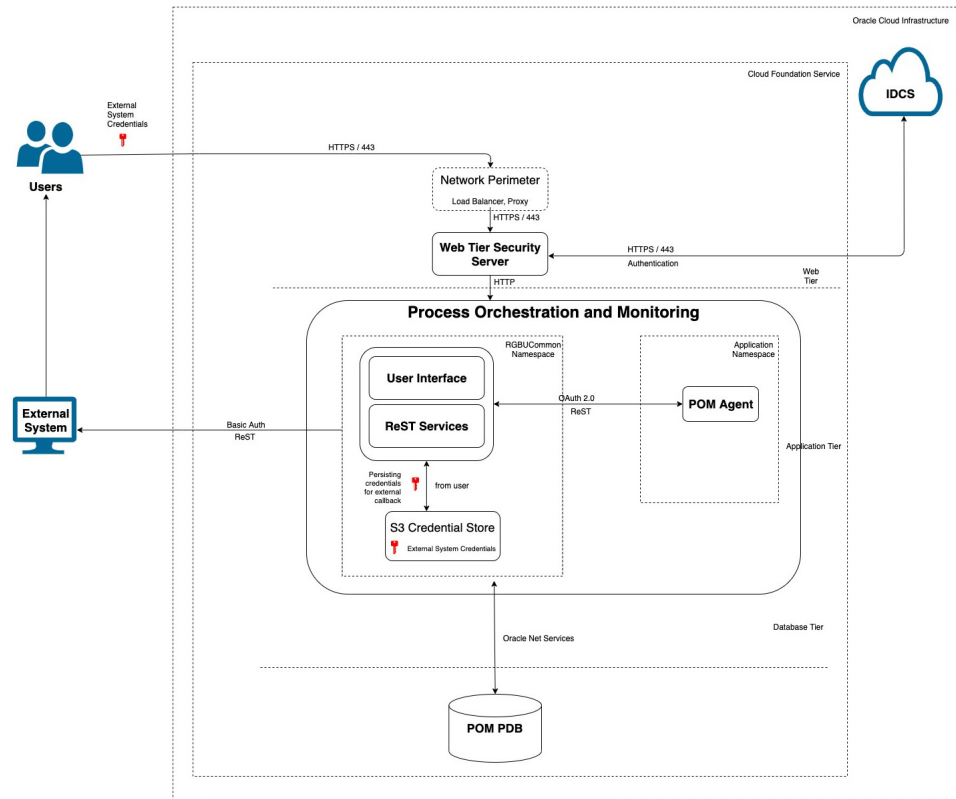 Oracle Cloud Infrastructure
Cloud Foundation Service
IDCS
External
System
Credentials
Users
HTTPS / 443
Network Perimeter
Load Balancer, Proxy
HTTPS / 443
Web Tier Security
Server
HTTPS / 443
Authentication
Web
Tier
HTTP
Process Orchestration and Monitoring
RGBUCommon
Namespace
Application
Namespace
User Interface
ReST Services
OAuth 2.0
ReST
POM Agent
External
System
Basic Auth
ReST
Application Tier
Persisting
credentials
for external
callback
from user
S3 Credential Store
External System Credentials
Database Tier
Oracle Net Services
POM PDB